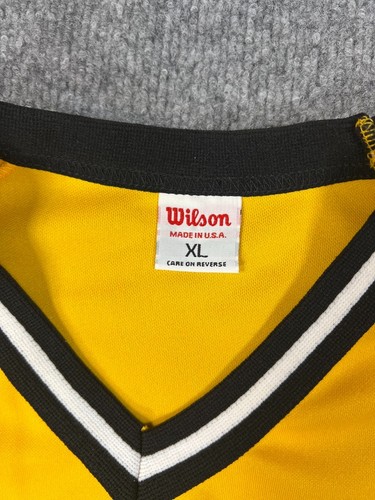 Wilson
MADE IN U.S.A.
XL
CARE ON REVERSE